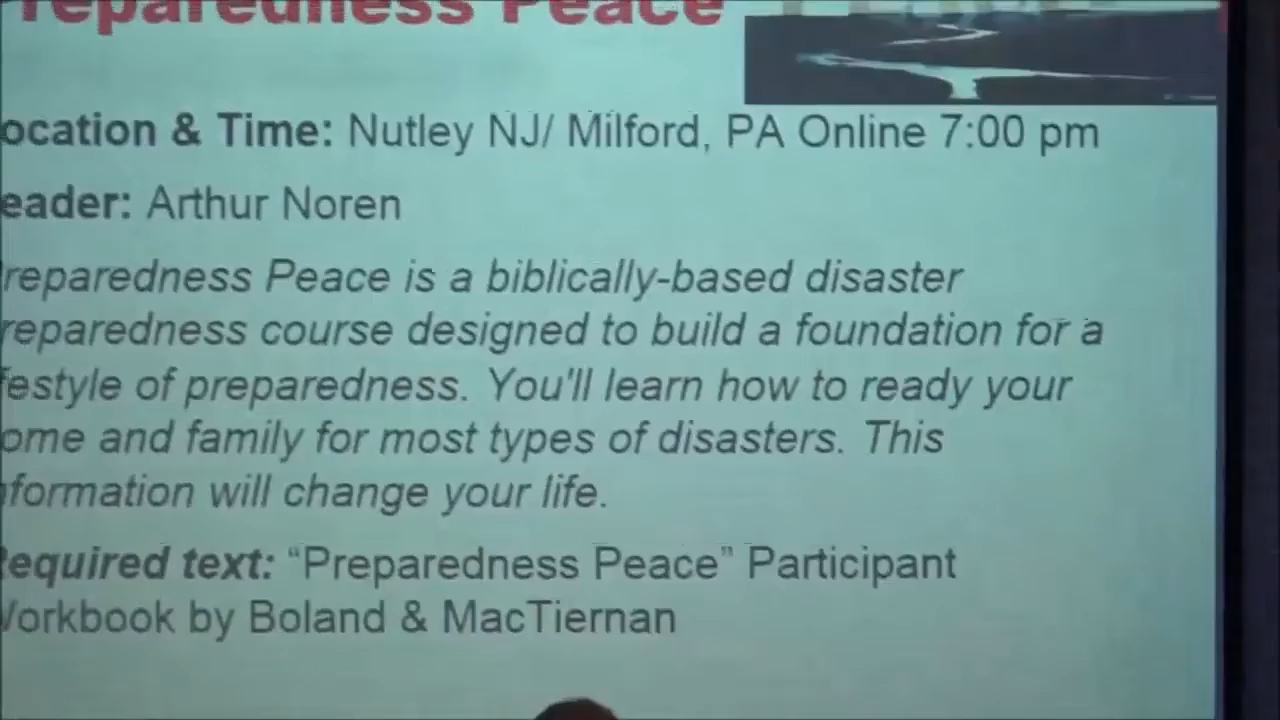 reparedness Peace
ocation & Time: Nutley NJ/ Milford, PA Online 7:00 pm
eader: Arthur Noren
reparedness Peace is a biblically-based disaster
reparedness course designed to build a foundation for a
festyle of preparedness. You'll learn how to ready your
ome and family for most types of disasters. This
nformation will change your life.
Required text: “Preparedness Peace” Participant
Workbook by Boland & MacTiernan